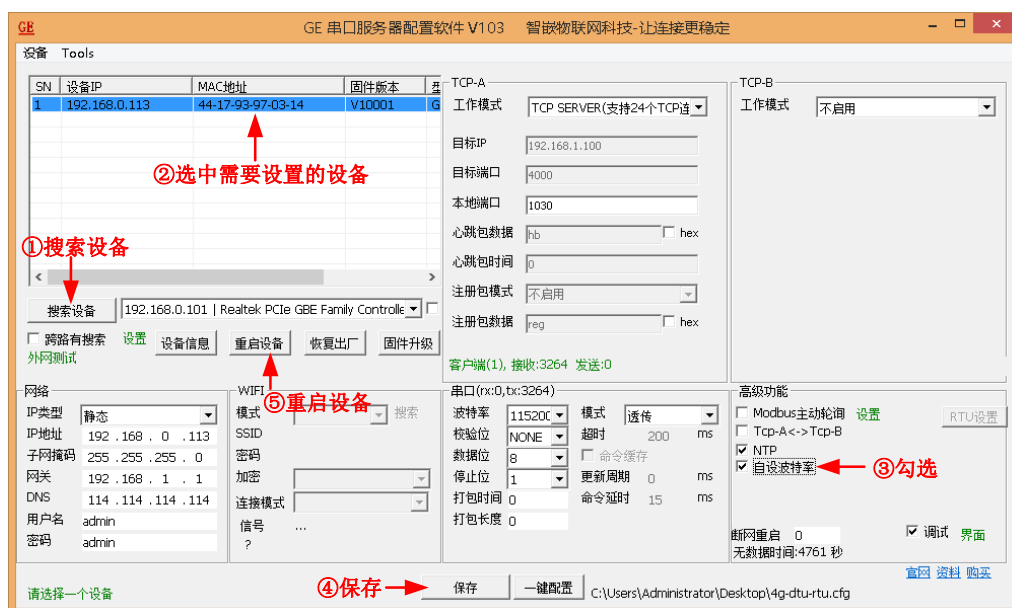 GE GE 串口服务器配置软件 V103 智嵌物联网科技-让连接更稳定
设备 Tools
SN 设备IP MAC地址 固件版本 型
1 192.168.0.113 44-17-93-97-03-14 V10001 G
②选中需要设置的设备
①搜索设备
搜索设备 192.168.0.101 | Realtek PCIe GBE Family Controlle
跨路有搜索 设置 设备信息 重启设备 恢复出厂 固件升级
外网测试
⑤重启设备
TCP-A
工作模式 TCP SERVER(支持24个TCP连
目标IP 192.168.1.100
目标端口 4000
本地端口 1030
心跳包数据 hb hex
心跳包时间 0
注册包模式 不启用
注册包数据 reg hex
客户端(1), 接收:3264 发送:0
TCP-B
工作模式 不启用
网络
IP类型 静态
IP地址 192 .168 . 0 .113
子网掩码 255 .255 .255 . 0
网关 192 .168 . 1 . 1
DNS 114 .114 .114 .114
用户名 admin
密码 admin
WIFI
模式 搜索
SSID
密码
加密
连接模式
信号 ...
?
串口(rx:0,tx:3264)
波特率 115200 模式 透传
校验位 NONE 超时 200 ms
数据位 8 命令缓存
停止位 1 更新周期 0 ms
打包时间 0 命令延时 15 ms
打包长度 0
高级功能
Modbus主动轮询 设置 RTU设置
Tcp-A<->Tcp-B
NTP
自设波特率 ③勾选
断网重启 0 调试 界面
无数据时间:4761 秒
官网 资料 购买
请选择一个设备 ④保存 保存 一键配置 C:\Users\Administrator\Desktop\4g-dtu-rtu.cfg